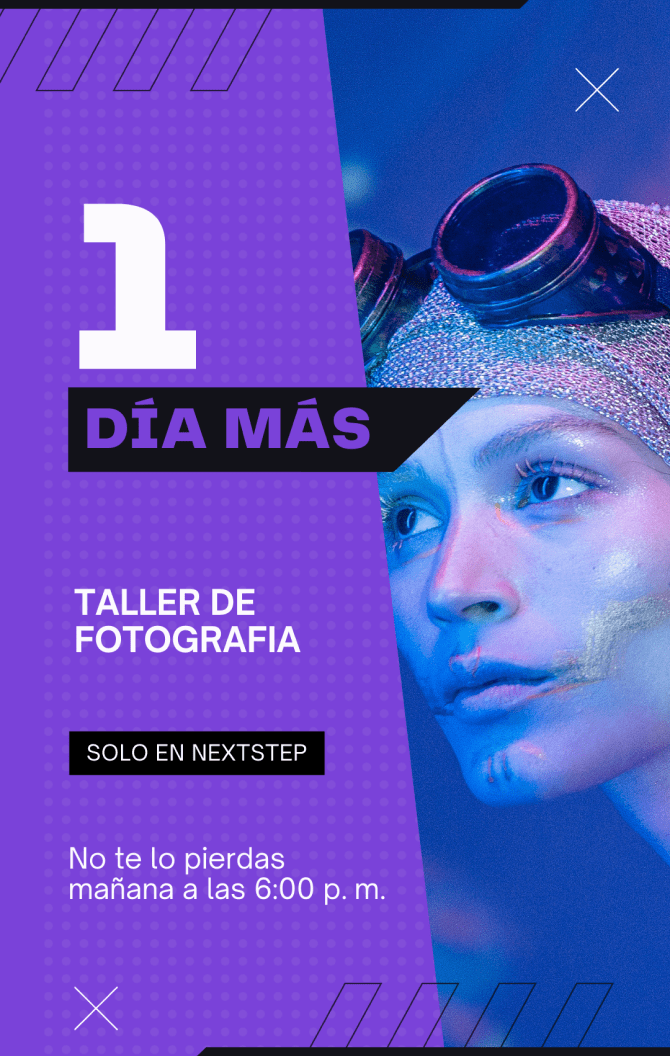 1
DÍA MÁS
TALLER DE
FOTOGRAFIA
SOLO EN NEXTSTEP
No te lo pierdas
mañana a las 6:00 p. m.